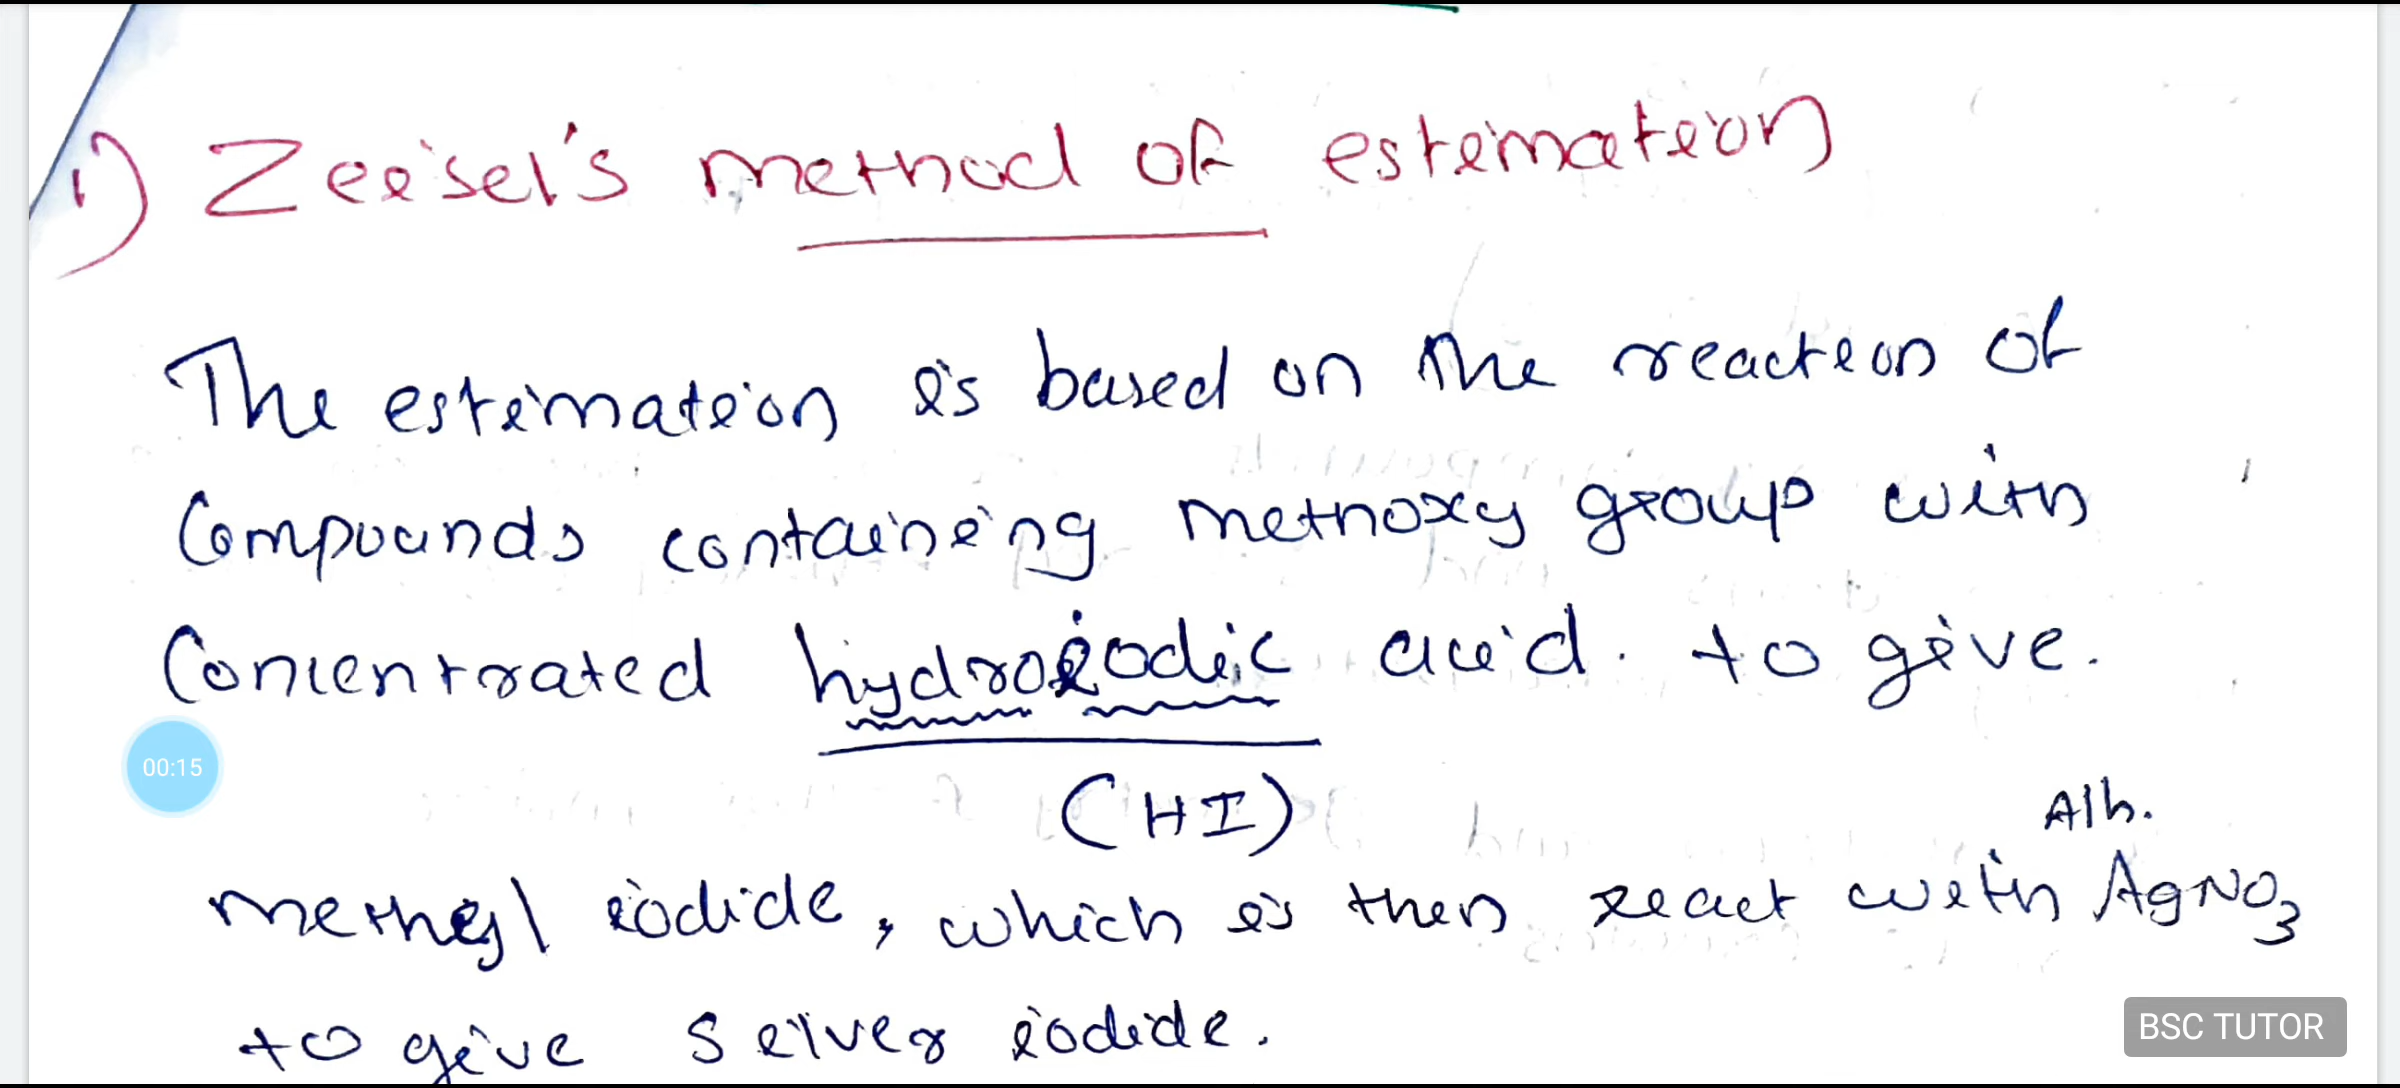 1) Zeisel's method of estimation
The estimation is based on the reaction of
Compounds containing methoxy group with
Concentrated hydroiodic acid. to give.
00:15
(HI)
Alh.
methyl iodide, which is then react with AgNO3
to give silver iodide.
BSC TUTOR